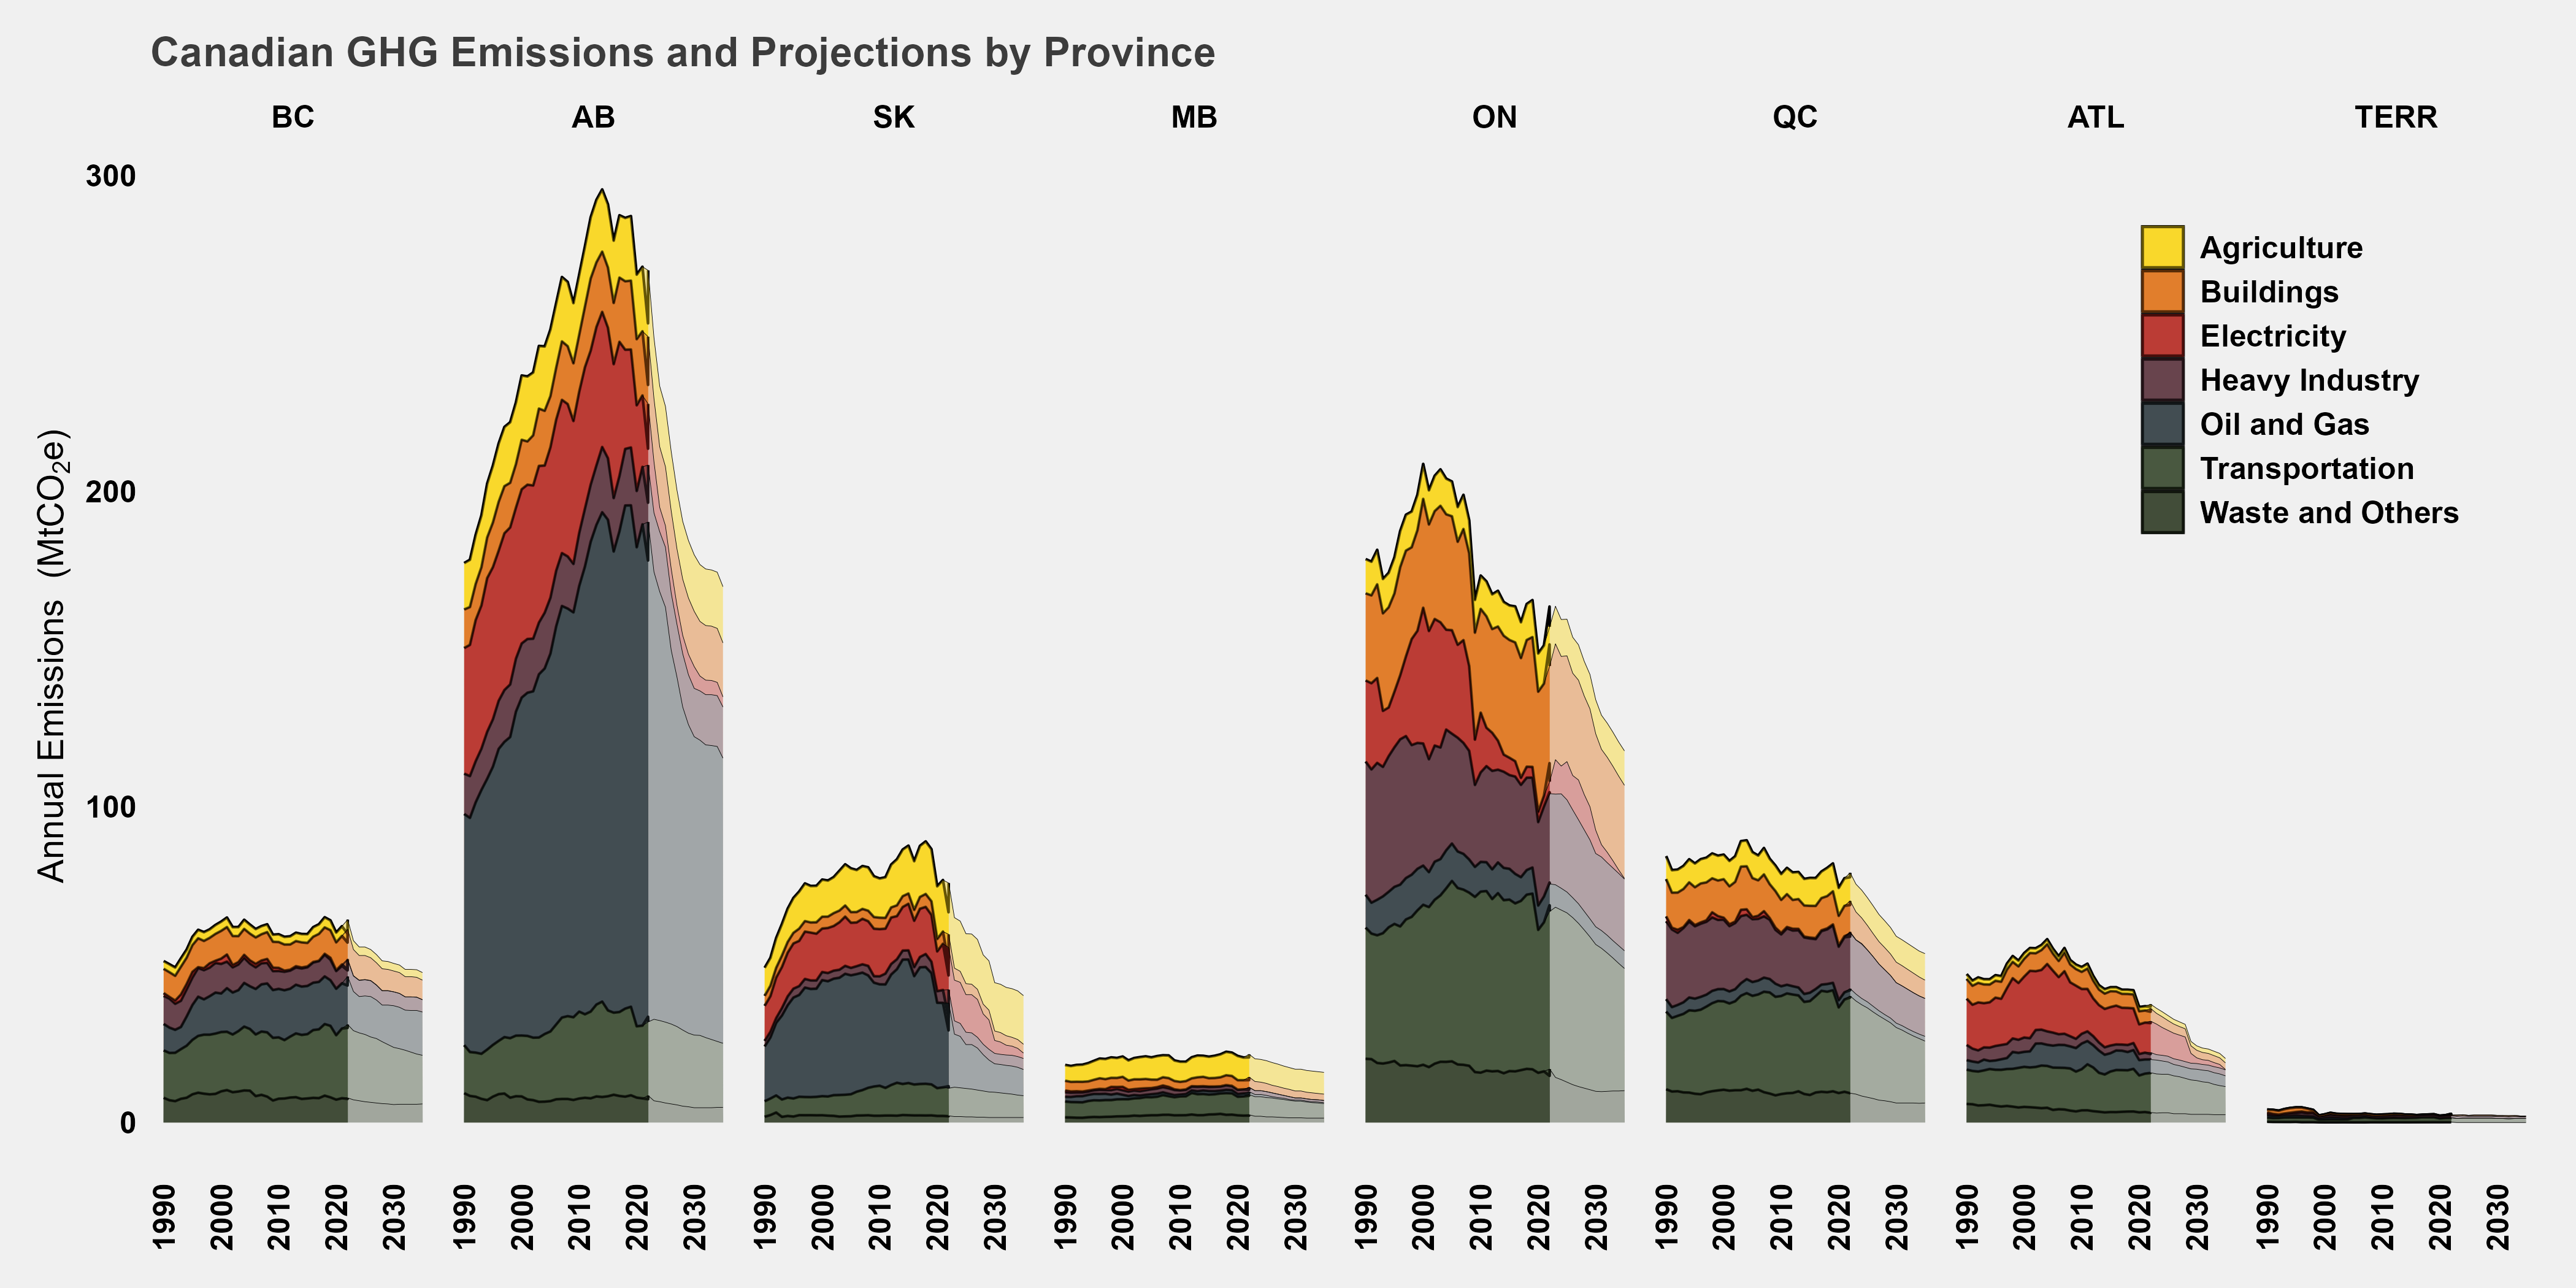 Canadian GHG Emissions and Projections by Province
BC AB SK MB ON QC ATL TERR
300
200
100
0
Annual Emissions (MtCO₂e)
Agriculture
Buildings
Electricity
Heavy Industry
Oil and Gas
Transportation
Waste and Others
1990 2000 2010 2020 2030 1990 2000 2010 2020 2030 1990 2000 2010 2020 2030 1990 2000 2010 2020 2030 1990 2000 2010 2020 2030 1990 2000 2010 2020 2030 1990 2000 2010 2020 2030 1990 2000 2010 2020 2030